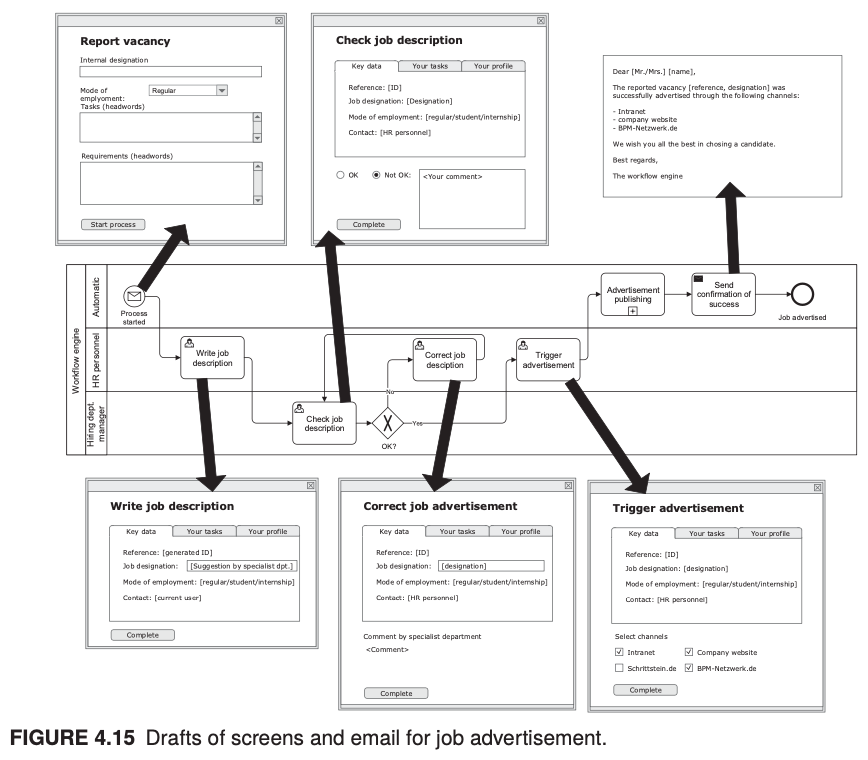 Report vacancy
Internal designation
Mode of
emplyoment:
Regular
Tasks (headwords)
Requirements (headwords)
Start process
Check job description
Key data
Your tasks
Your profile
Reference: [ID]
Job designation: [Designation]
Mode of employment: [regular/student/internship]
Contact: [HR personnel]
OK
Not OK:
<Your comment>
Complete
Dear [Mr./Mrs.] [name],
The reported vacancy [reference, designation] was
successfully advertised through the following channels:
- Intranet
- company website
- BPM-Netzwerk.de
We wish you all the best in chosing a candidate.
Best regards,
The workflow engine
Workflow engine
Automatic
Process
started
Advertisement
publishing
Send
confirmation of
success
Job advertised
HR personnel
Write job
description
Correct job
desciption
Trigger
advertisement
Hiring dept.
manager
Check job
description
No
Yes
OK?
Write job description
Key data
Your tasks
Your profile
Reference: [generated ID]
Job designation: [Suggestion by specialist dpt.]
Mode of employment: [regular/student/internship]
Contact: [current user]
Complete
Correct job advertisement
Key data
Your tasks
Your profile
Reference: [ID]
Job designation: [designation]
Mode of employment: [regular/student/internship]
Contact: [HR personnel]
Comment by specialist department
<Comment>
Complete
Trigger advertisement
Key data
Your tasks
Your profile
Reference: [ID]
Job designation: [designation]
Mode of employment: [regular/student/internship]
Contact: [HR personnel]
Select channels
Intranet
Company website
Schrittstein.de
BPM-Netzwerk.de
Complete
FIGURE 4.15 Drafts of screens and email for job advertisement.